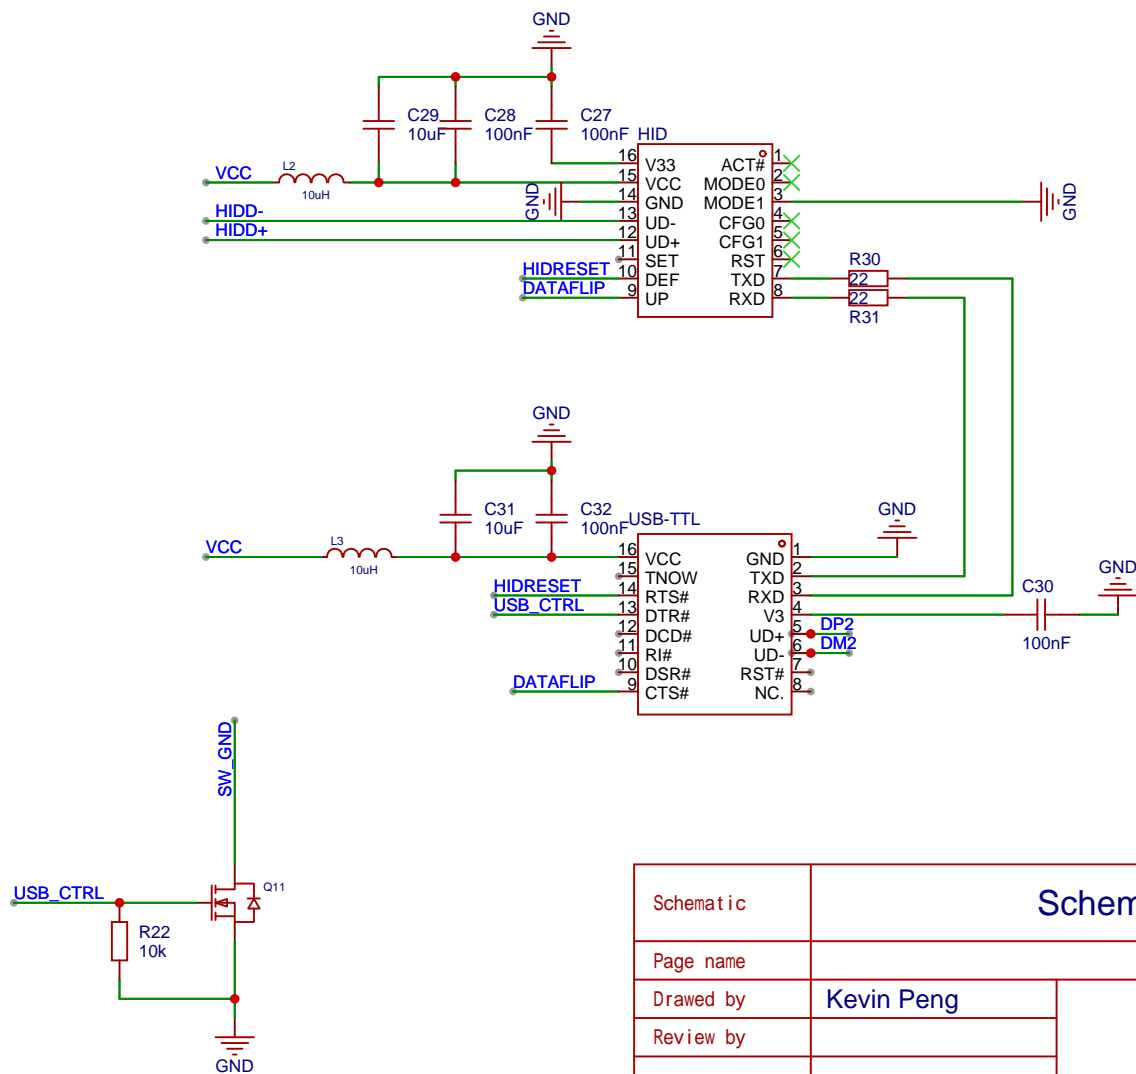 GND
C29
10uF
C28
100nF
C27
100nF
HID
VCC
L2
10uH
GND
HIDD-
HIDD+
HIDRESET
DATAFLIP
16 V33
15 VCC
14 GND
13 UD-
12 UD+
11 SET
10 DEF
9 UP
ACT# 1
MODE0 2
MODE1 3
CFG0 4
CFG1 5
RST 6
TXD 7
RXD 8
GND
R30
22
22
R31
GND
C31
10uF
C32
100nF
USB-TTL
VCC
L3
10uH
HIDRESET
USB_CTRL
DATAFLIP
16 VCC
15 TNOW
14 RTS#
13 DTR#
12 DCD#
11 RI#
10 DSR#
9 CTS#
GND 1
TXD 2
RXD 3
V3 4
UD+ 5
UD- 6
RST# 7
NC. 8
GND
DP2
DM2
C30
100nF
GND
SW_GND
USB_CTRL
Q11
R22
10k
GND
Schematic
Schem
Page name
Drawed by Kevin Peng
Review by